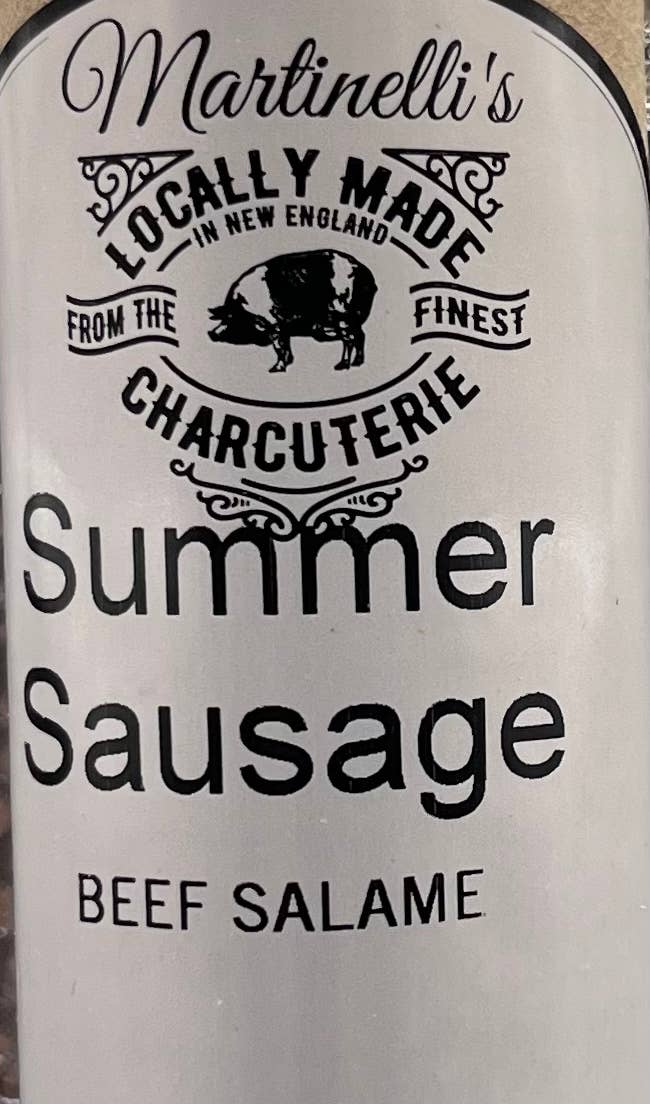 Martinelli's
LOCALLY MADE
IN NEW ENGLAND
FROM THE
FINEST
CHARCUTERIE
Summer
Sausage
BEEF SALAME